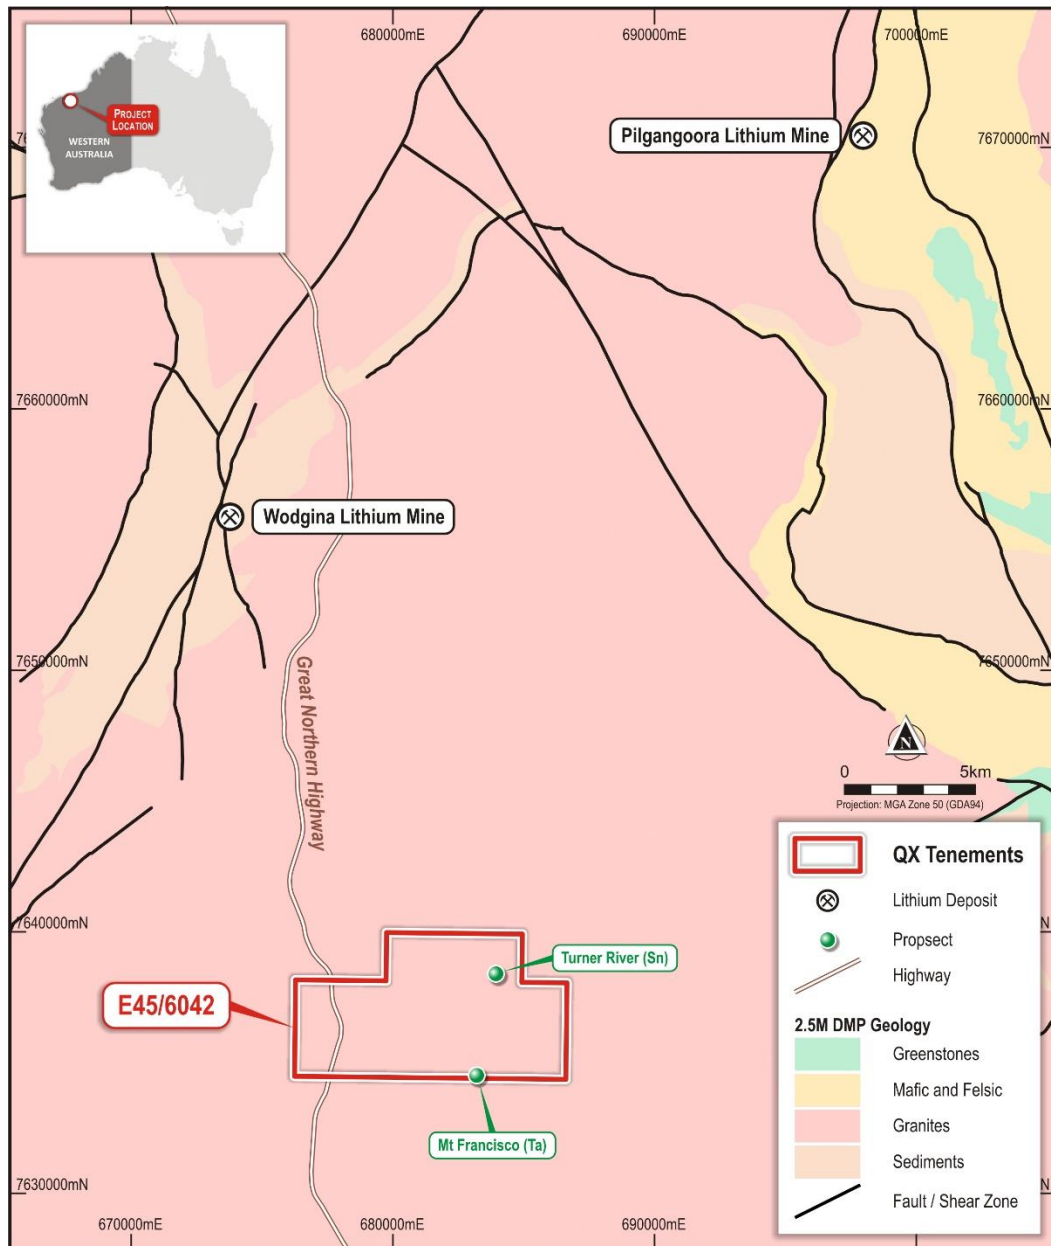 680000mE
690000mE
700000mE
PROJECT
LOCATION
WESTERN
AUSTRALIA
Pilgangoora Lithium Mine
7670000mN
7660000mN
7660000mN
Wodgina Lithium Mine
7650000mN
7650000mN
Great Northern Highway
N
0 5km
Projection: MGA Zone 50 (GDA94)
7640000mN
Turner River (Sn)
E45/6042
Mt Francisco (Ta)
7630000mN
670000mE
680000mE
690000mE
QX Tenements
Lithium Deposit
Propsect
Highway
2.5M DMP Geology
Greenstones
Mafic and Felsic
Granites
Sediments
Fault / Shear Zone